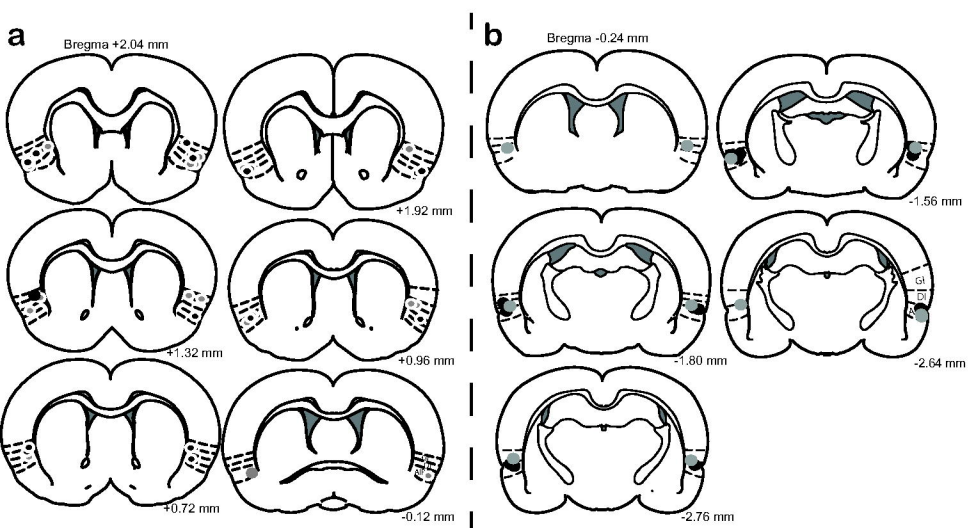 a
Bregma +2.04 mm
+1.92 mm
+1.32 mm
+0.96 mm
+0.72 mm
-0.12 mm
b
Bregma -0.24 mm
-1.56 mm
-1.80 mm
GI
DI
-2.64 mm
-2.76 mm